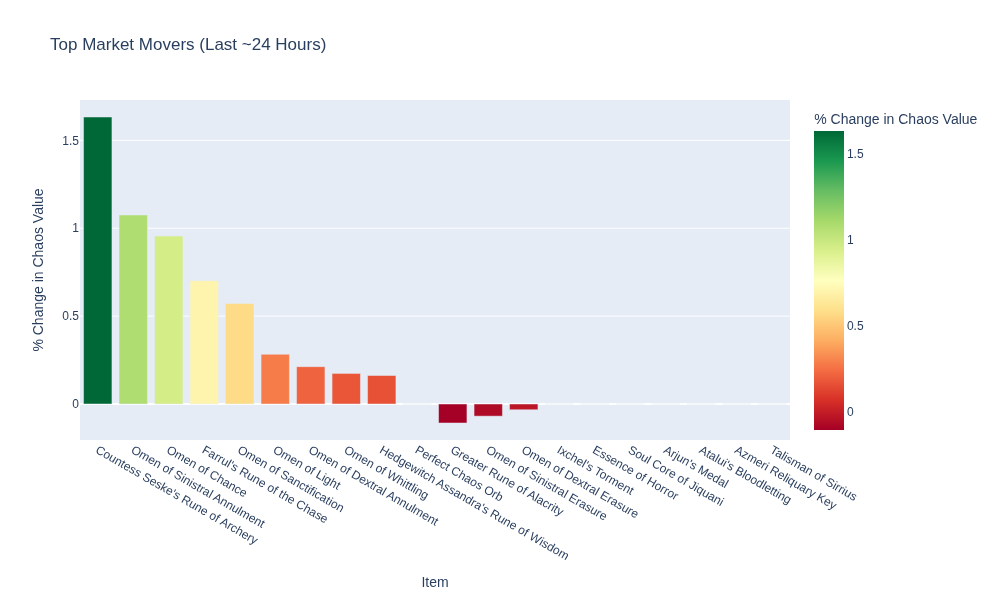 Top Market Movers (Last ~24 Hours)
% Change in Chaos Value
1.5
1
0.5
0
% Change in Chaos Value
1.5
1
0.5
0
Countess Seske's Rune of Archery
Omen of Sinistral Annulment
Omen of Chance
Farrul's Rune of the Chase
Omen of Sanctification
Omen of Light
Omen of Dextral Annulment
Omen of Whittling
Hedgewitch Assandra's Rune of Wisdom
Perfect Chaos Orb
Greater Rune of Alacrity
Omen of Sinistral Erasure
Omen of Dextral Erasure
Ixchel's Torment
Essence of Horror
Soul Core of Jiquani
Arjun's Medal
Atalui's Bloodletting
Azmeri Reliquary Key
Talisman of Sirrius
Item